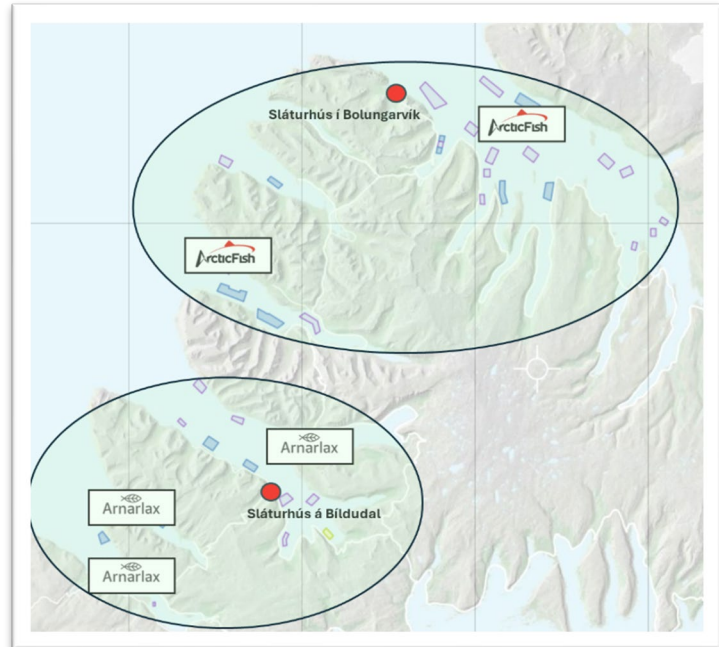 Sláturhús í Bolungarvík
ArcticFish
ArcticFish
Arnarlax
Arnarlax
Sláturhús á Bíldudal
Arnarlax